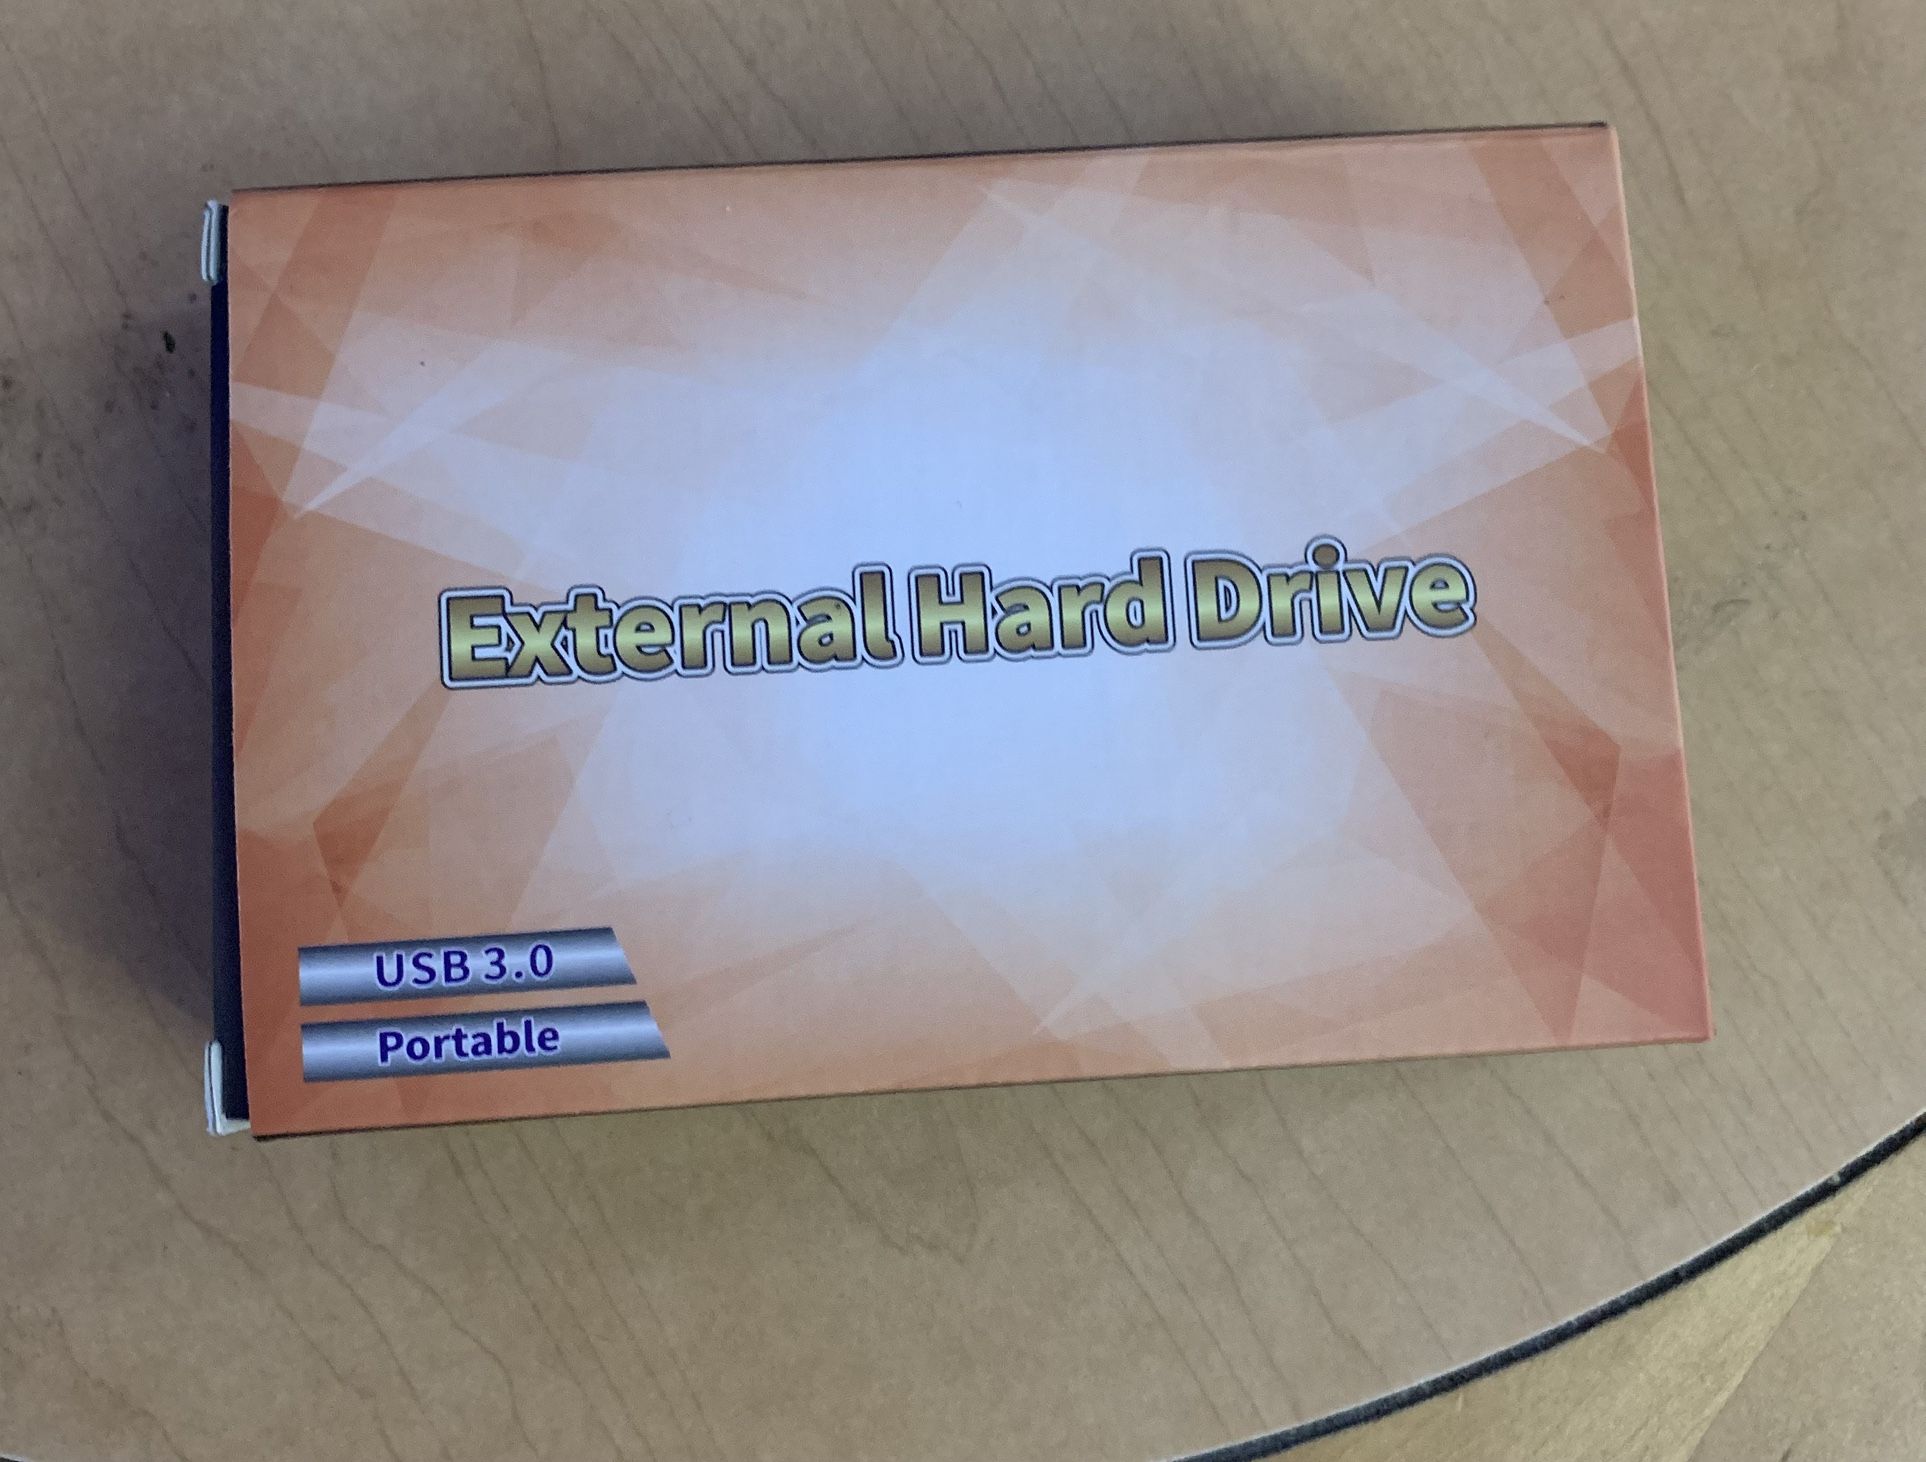 External Hard Drive
USB 3.0
Portable